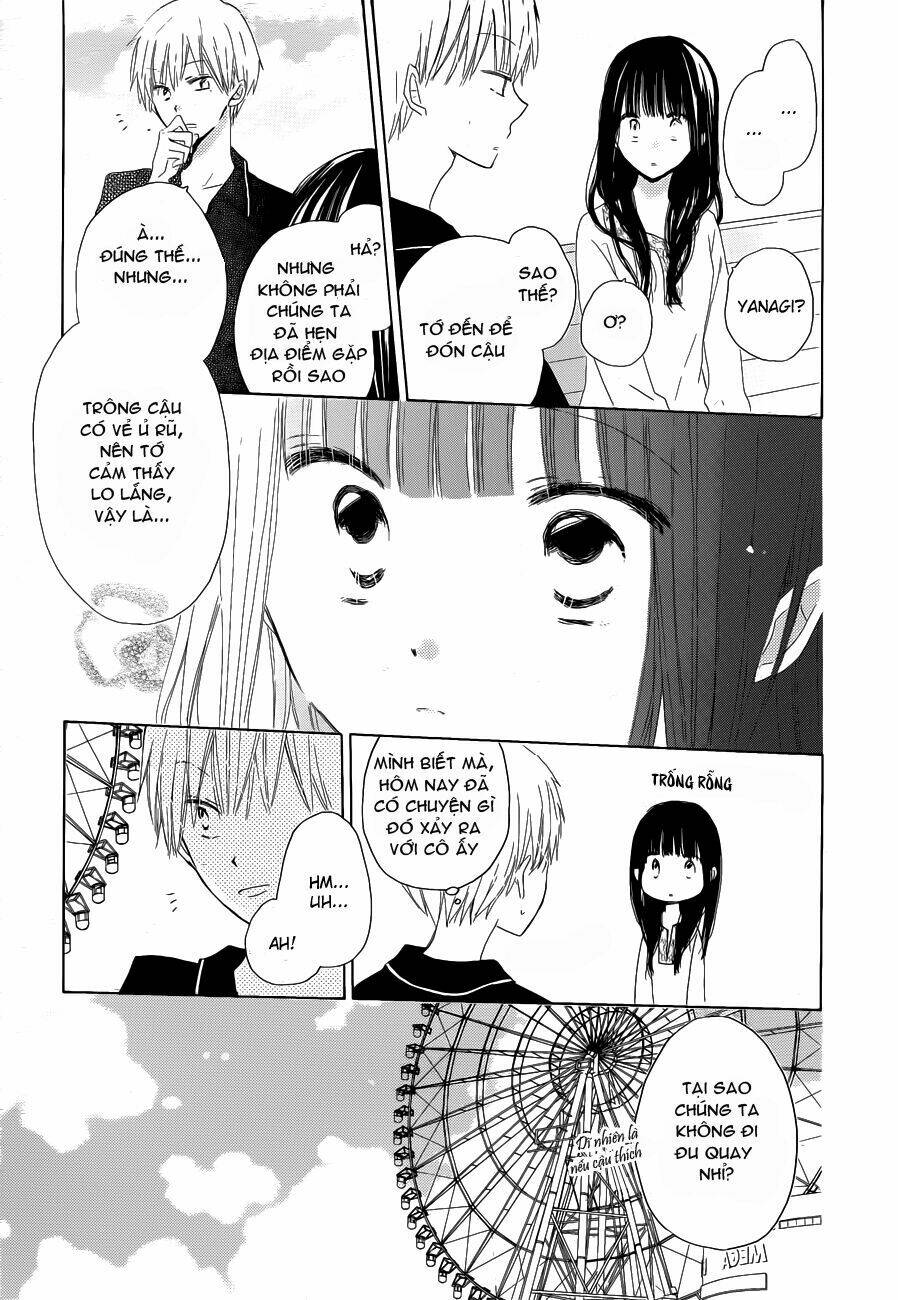 ...
...
YANAGI?
Ơ?
SAO
THẾ?
TỚ ĐẾN ĐỂ
ĐÓN CẬU
HẢ?
NHƯNG
KHÔNG PHẢI
CHÚNG TA
ĐÃ HẸN
ĐỊA ĐIỂM GẶP
RỒI SAO
À...
ĐÚNG THẾ...
NHƯNG...
TRÔNG CẬU
CÓ VẺ Ủ RŨ,
NÊN TỚ
CẢM THẤY
LO LẮNG,
VẬY LÀ...
TRỐNG RỖNG
MÌNH BIẾT MÀ,
HÔM NAY ĐÃ
CÓ CHUYỆN GÌ
ĐÓ XẢY RA
VỚI CÔ ẤY
HM...
UH...
AH!
TẠI SAO
CHÚNG TA
KHÔNG ĐI
ĐU QUAY
NHỈ?
Dĩ nhiên là
nếu cậu thích
MEGA